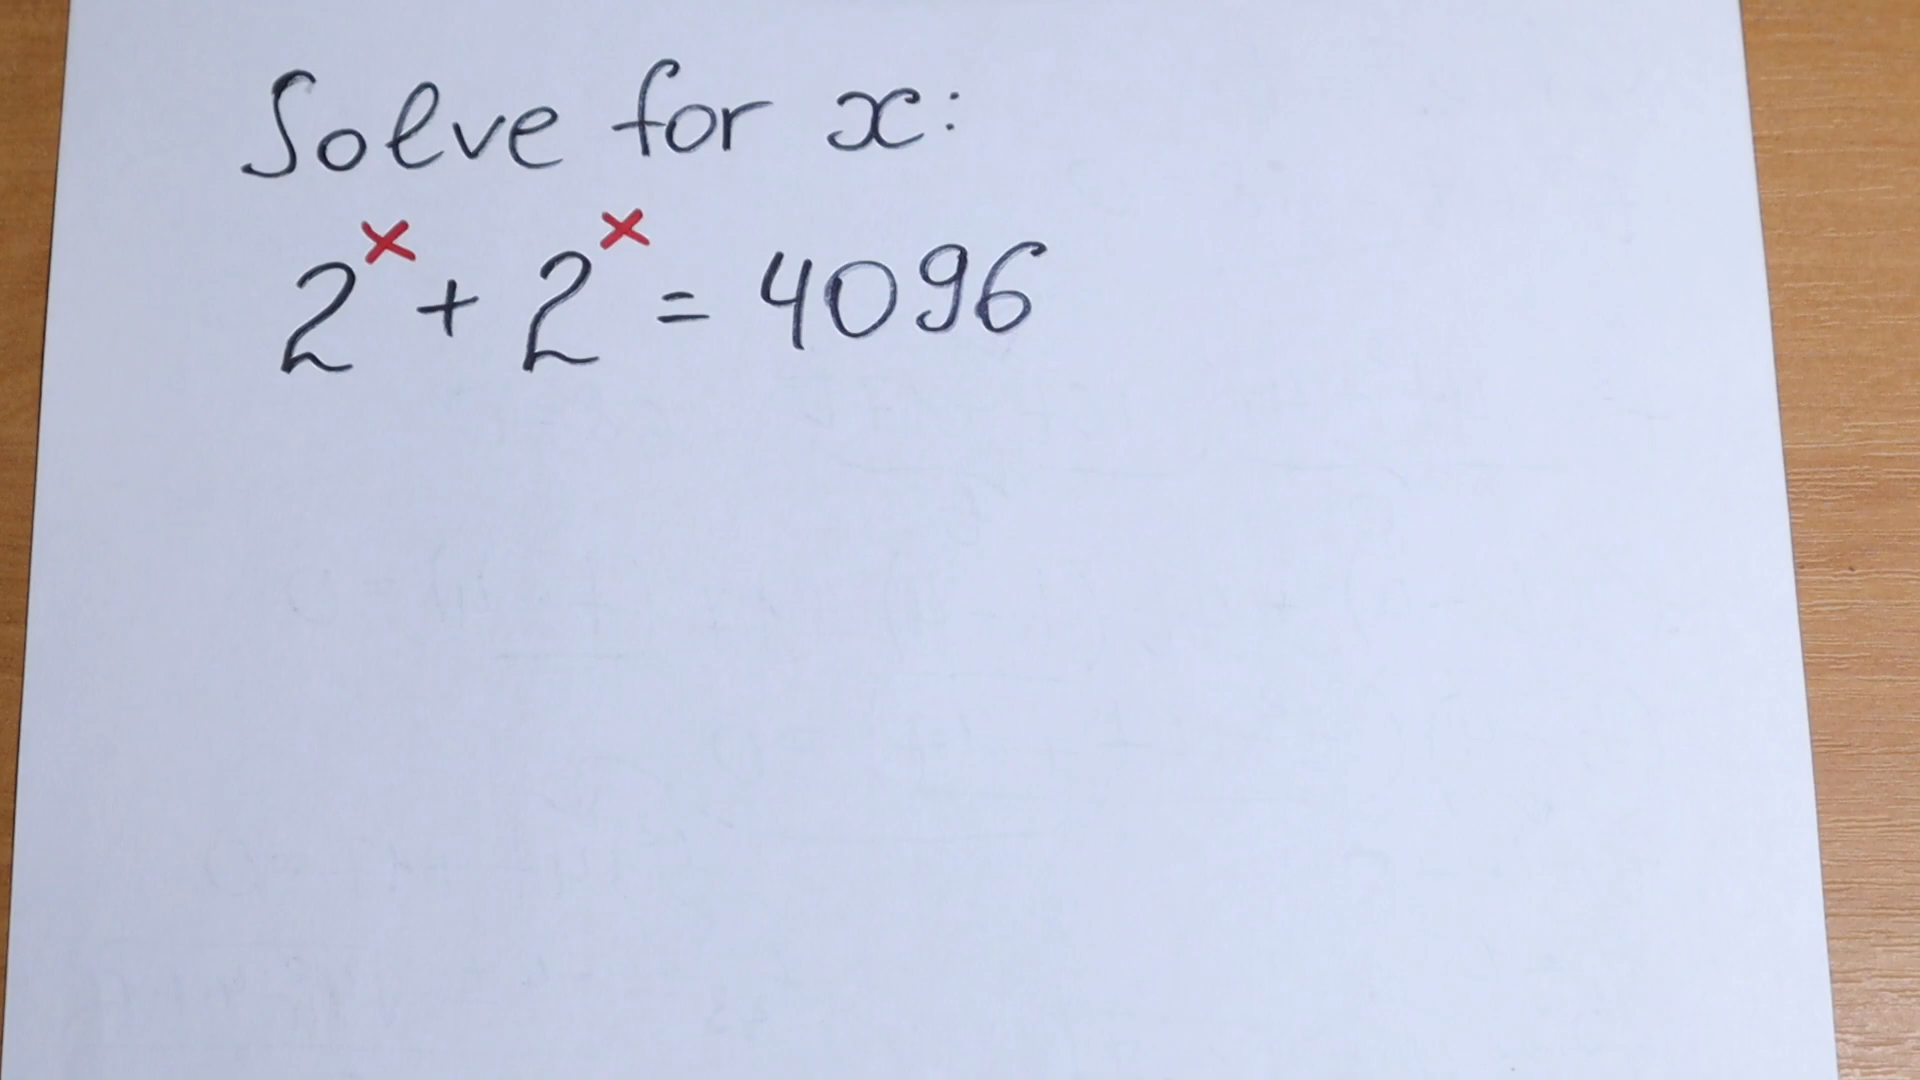 Solve for x:
2^x + 2^x = 4096